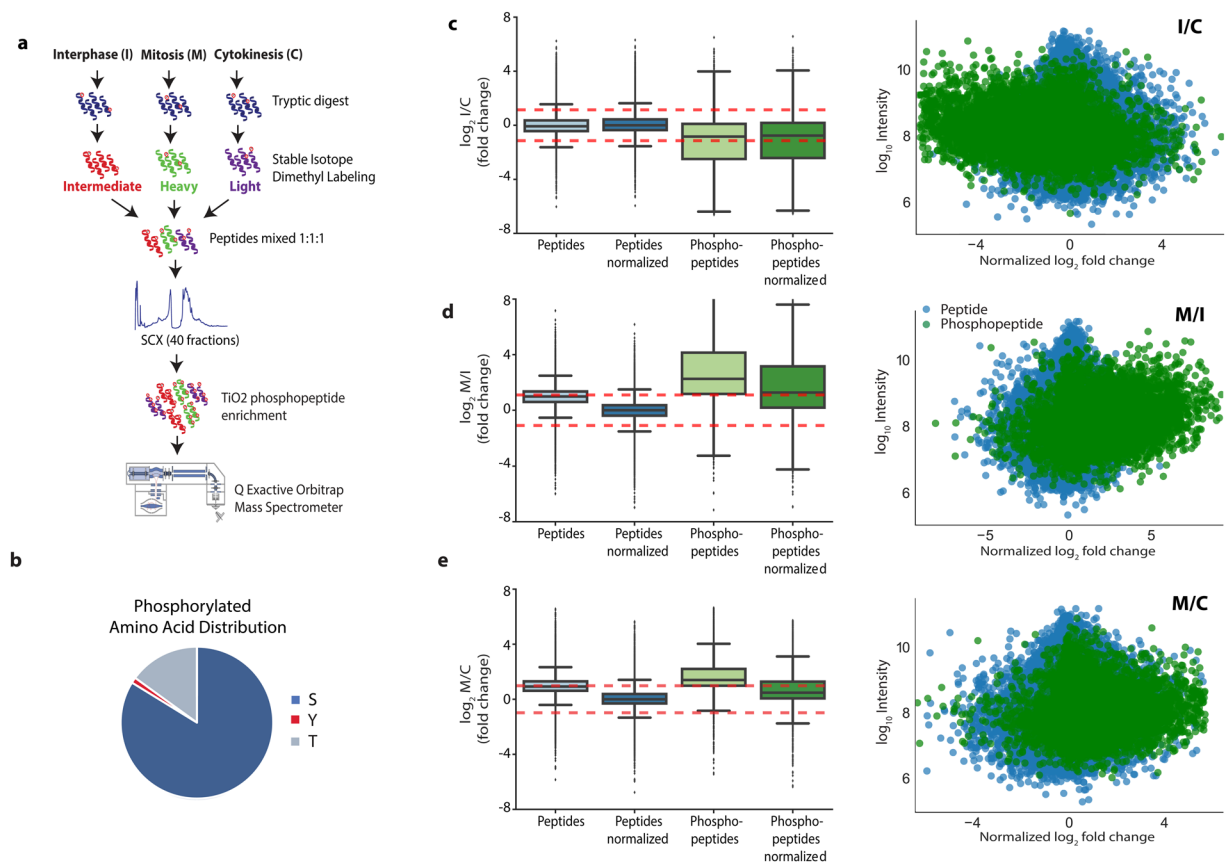 a
Interphase (I) Mitosis (M) Cytokinesis (C)
Tryptic digest
Stable Isotope
Dimethyl Labeling
Intermediate Heavy Light
Peptides mixed 1:1:1
SCX (40 fractions)
TiO2 phosphopeptide
enrichment
Q Exactive Orbitrap
Mass Spectrometer
b
Phosphorylated
Amino Acid Distribution
S
Y
T
c
log2 I/C
(fold change)
8
4
0
-4
-8
Peptides
Peptides
normalized
Phospho-
peptides
Phospho-
peptides
normalized
I/C
log10 Intensity
10
8
6
−4 0 4
Normalized log2 fold change
d
log2 M/I
(fold change)
8
4
0
-4
-8
Peptides
Peptides
normalized
Phospho-
peptides
Phospho-
peptides
normalized
M/I
Peptide
Phosphopeptide
log10 Intensity
10
8
6
−5 0 5
Normalized log2 fold change
e
log2 M/C
(fold change)
8
4
0
-4
-8
Peptides
Peptides
normalized
Phospho-
peptides
Phospho-
peptides
normalized
M/C
log10 Intensity
10
8
6
−4 0 4
Normalized log2 fold change